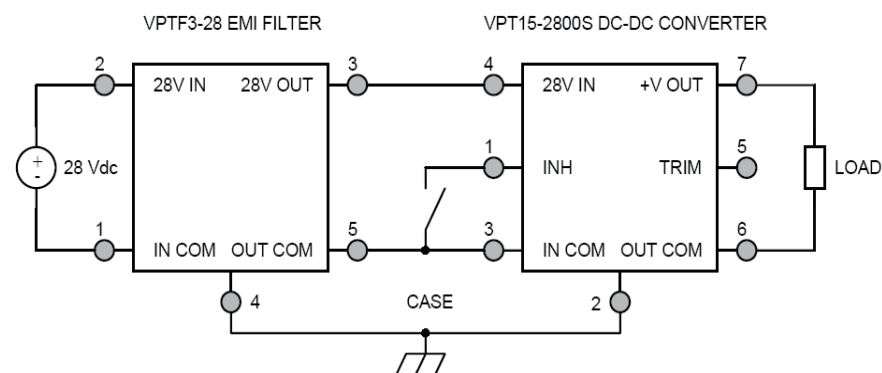 VPTF3-28 EMI FILTER
VPT15-2800S DC-DC CONVERTER
2
3
4
7
28V IN
28V OUT
28V IN
+V OUT
+
-
28 Vdc
1
INH
TRIM
5
LOAD
1
5
3
6
IN COM
OUT COM
IN COM
OUT COM
4
CASE
2